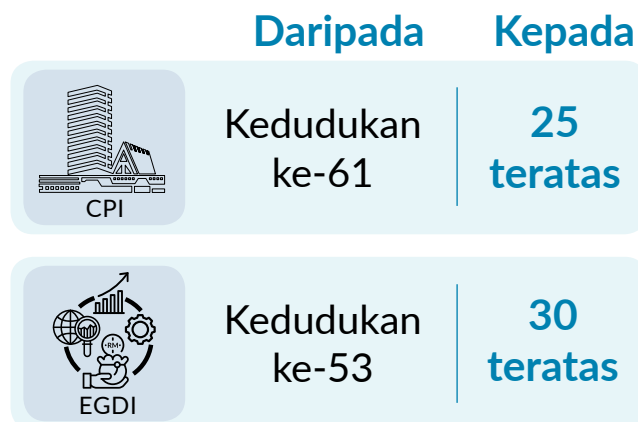 Daripada Kepada
Kedudukan
ke-61
25
teratas
CPI
Kedudukan
ke-53
30
teratas
RM
EGDI